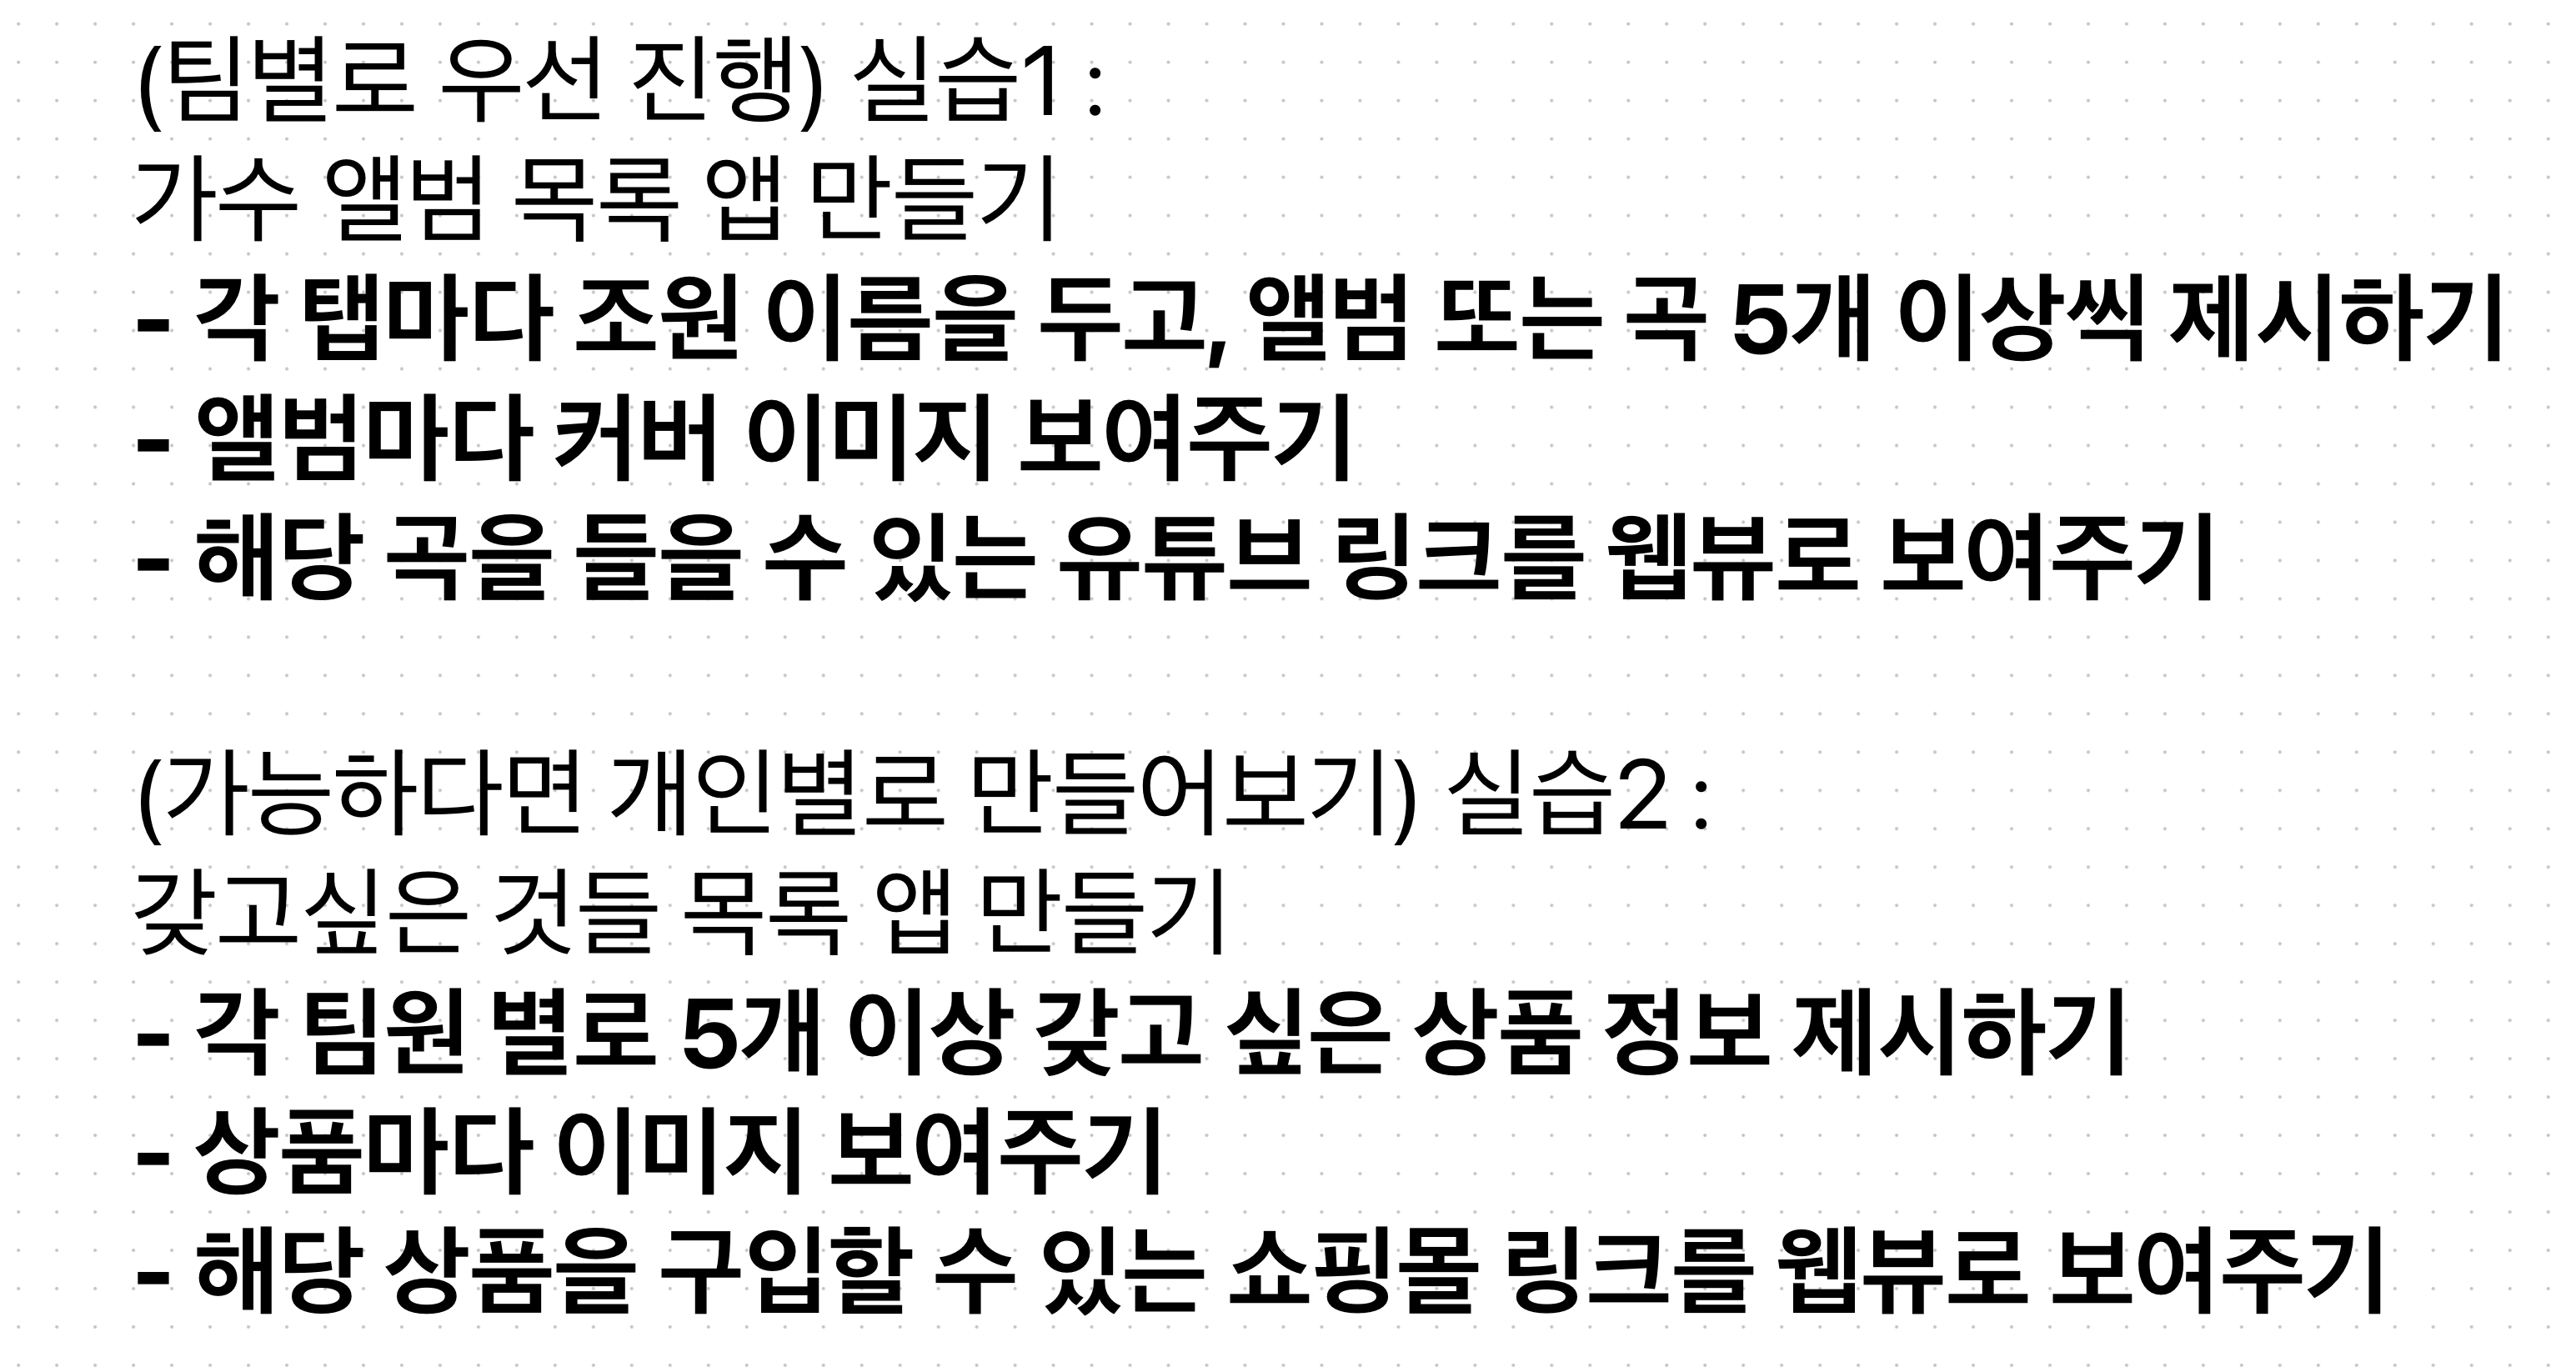 (팀별로 우선 진행) 실습1 :
가수 앨범 목록 앱 만들기
- 각 탭마다 조원 이름을 두고, 앨범 또는 곡 5개 이상씩 제시하기
- 앨범마다 커버 이미지 보여주기
- 해당 곡을 들을 수 있는 유튜브 링크를 웹뷰로 보여주기
(가능하다면 개인별로 만들어보기) 실습2 :
갖고싶은 것들 목록 앱 만들기
- 각 팀원 별로 5개 이상 갖고 싶은 상품 정보 제시하기
- 상품마다 이미지 보여주기
- 해당 상품을 구입할 수 있는 쇼핑몰 링크를 웹뷰로 보여주기